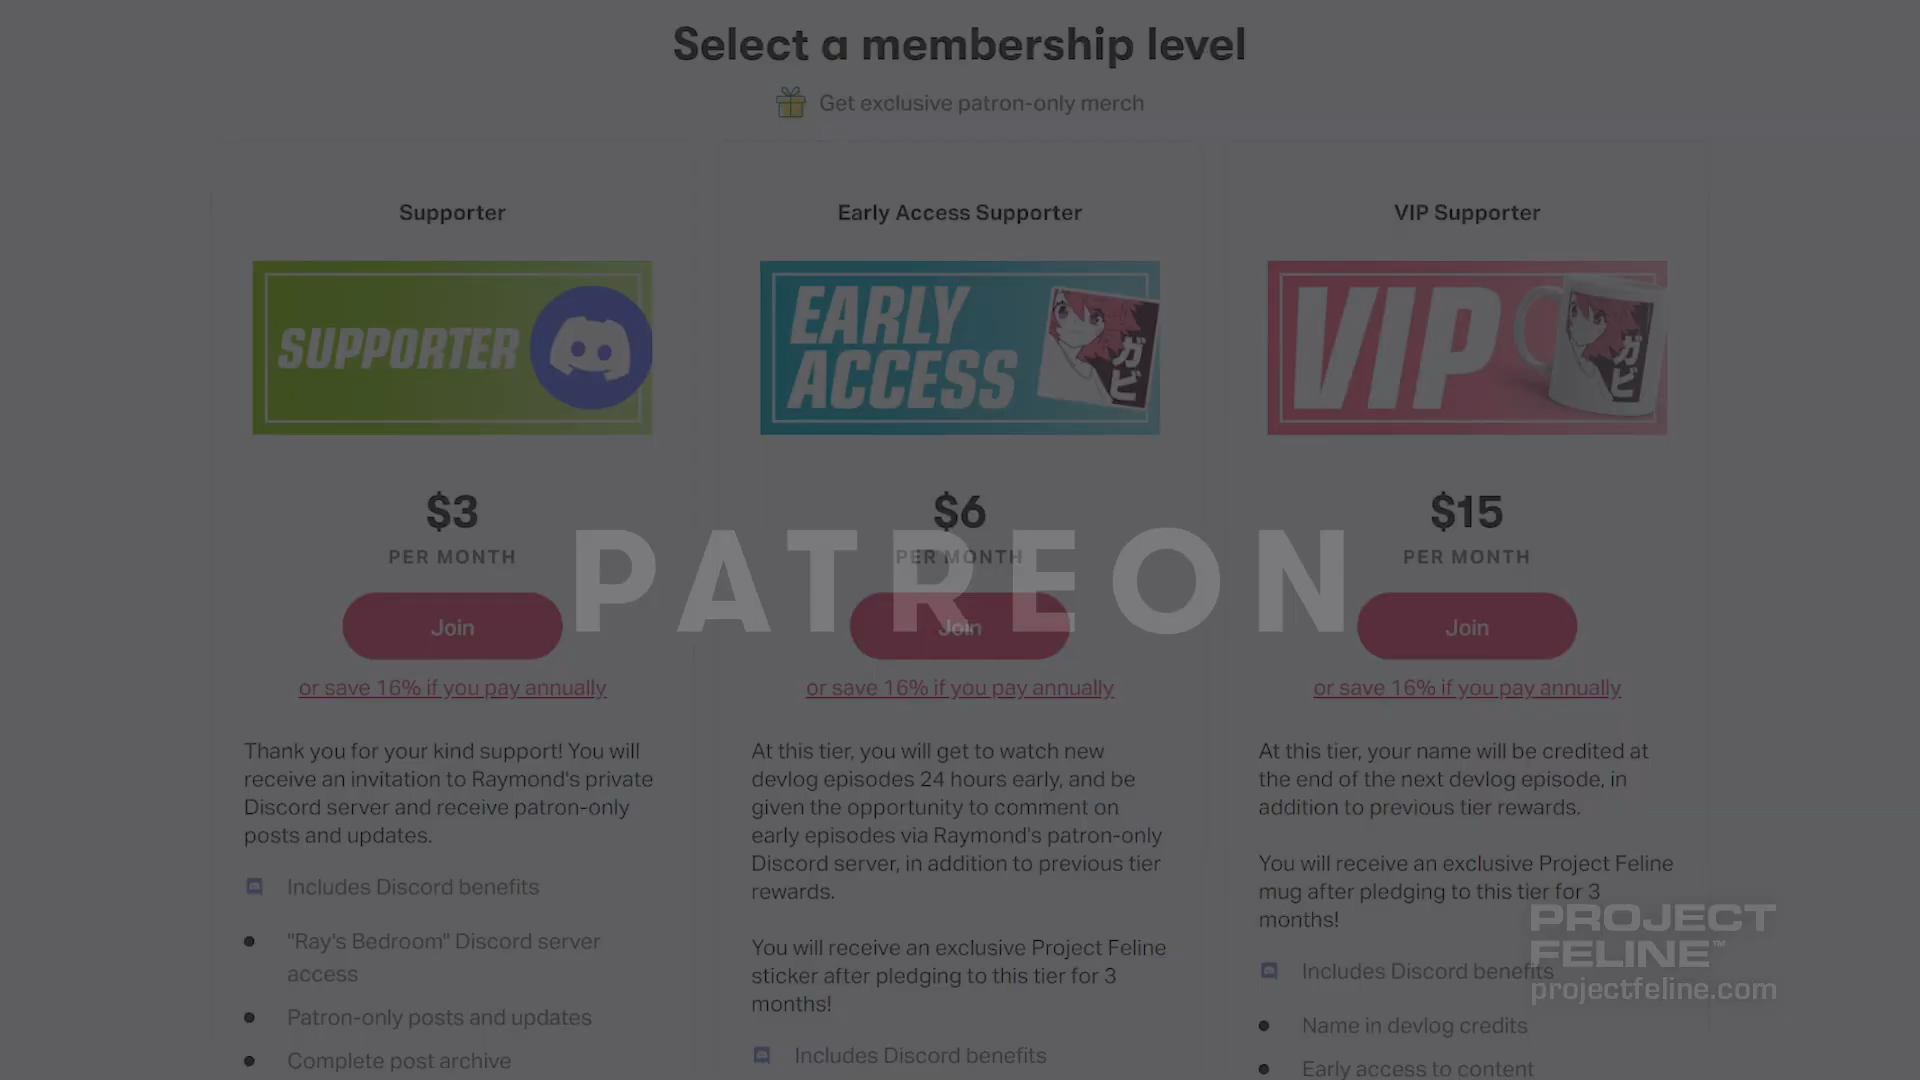 Select a membership level
Get exclusive patron-only merch
Supporter
SUPPORTER
$3
PER MONTH
Join
or save 16% if you pay annually
Thank you for your kind support! You will
receive an invitation to Raymond's private
Discord server and receive patron-only
posts and updates.
Includes Discord benefits
"Ray's Bedroom" Discord server
access
Patron-only posts and updates
Complete post archive
Early Access Supporter
EARLY
ACCESS
ガビ
$6
PER MONTH
Join
or save 16% if you pay annually
At this tier, you will get to watch new
devlog episodes 24 hours early, and be
given the opportunity to comment on
early episodes via Raymond's patron-only
Discord server, in addition to previous tier
rewards.
You will receive an exclusive Project Feline
sticker after pledging to this tier for 3
months!
Includes Discord benefits
VIP Supporter
VIP
ガビ
$15
PER MONTH
Join
or save 16% if you pay annually
At this tier, your name will be credited at
the end of the next devlog episode, in
addition to previous tier rewards.
You will receive an exclusive Project Feline
mug after pledging to this tier for 3
months!
Includes Discord benefits
Name in devlog credits
Early access to content
PATREON
PROJECT
FELINE™
projectfeline.com